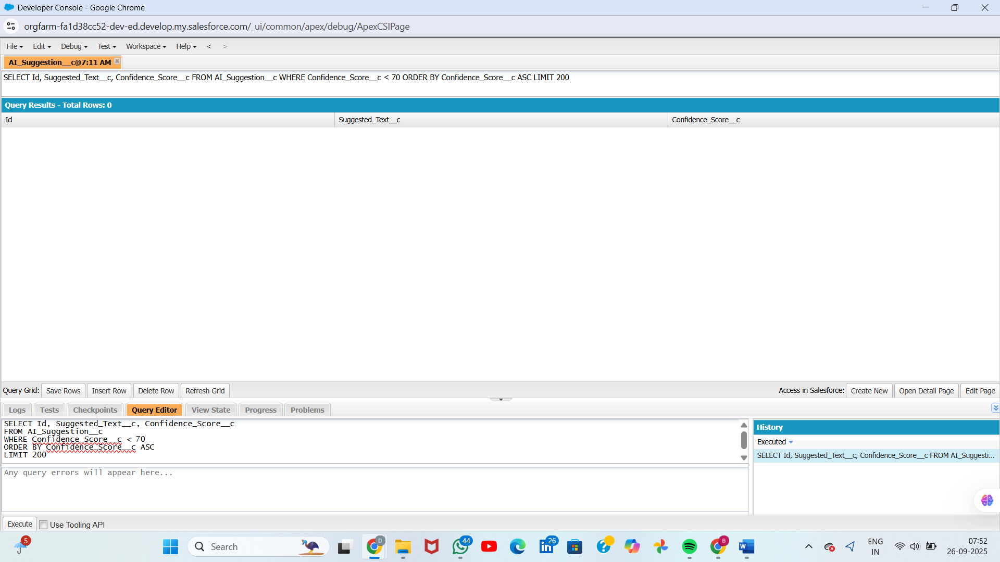 Developer Console - Google Chrome
orgfarm-fa1d38cc52-dev-ed.develop.my.salesforce.com/_ui/common/apex/debug/ApexCSIPage
File Edit Debug Test Workspace Help < >
AI_Suggestion__c@7:11 AM
SELECT Id, Suggested_Text__c, Confidence_Score__c FROM AI_Suggestion__c WHERE Confidence_Score__c < 70 ORDER BY Confidence_Score__c ASC LIMIT 200
Query Results - Total Rows: 0
Id Suggested_Text__c Confidence_Score__c
Query Grid: Save Rows Insert Row Delete Row Refresh Grid Access in Salesforce: Create New Open Detail Page Edit Page
Logs Tests Checkpoints Query Editor View State Progress Problems
SELECT Id, Suggested_Text__c, Confidence_Score__c
FROM AI_Suggestion__c
WHERE Confidence_Score__c < 70
ORDER BY Confidence_Score__c ASC
LIMIT 200
Any query errors will appear here...
History
Executed
SELECT Id, Suggested_Text__c, Confidence_Score__c FROM AI_Suggesti...
Execute Use Tooling API
5
Search
D
44
in 26
?
B
W
ENG
IN
07:52
26-09-2025